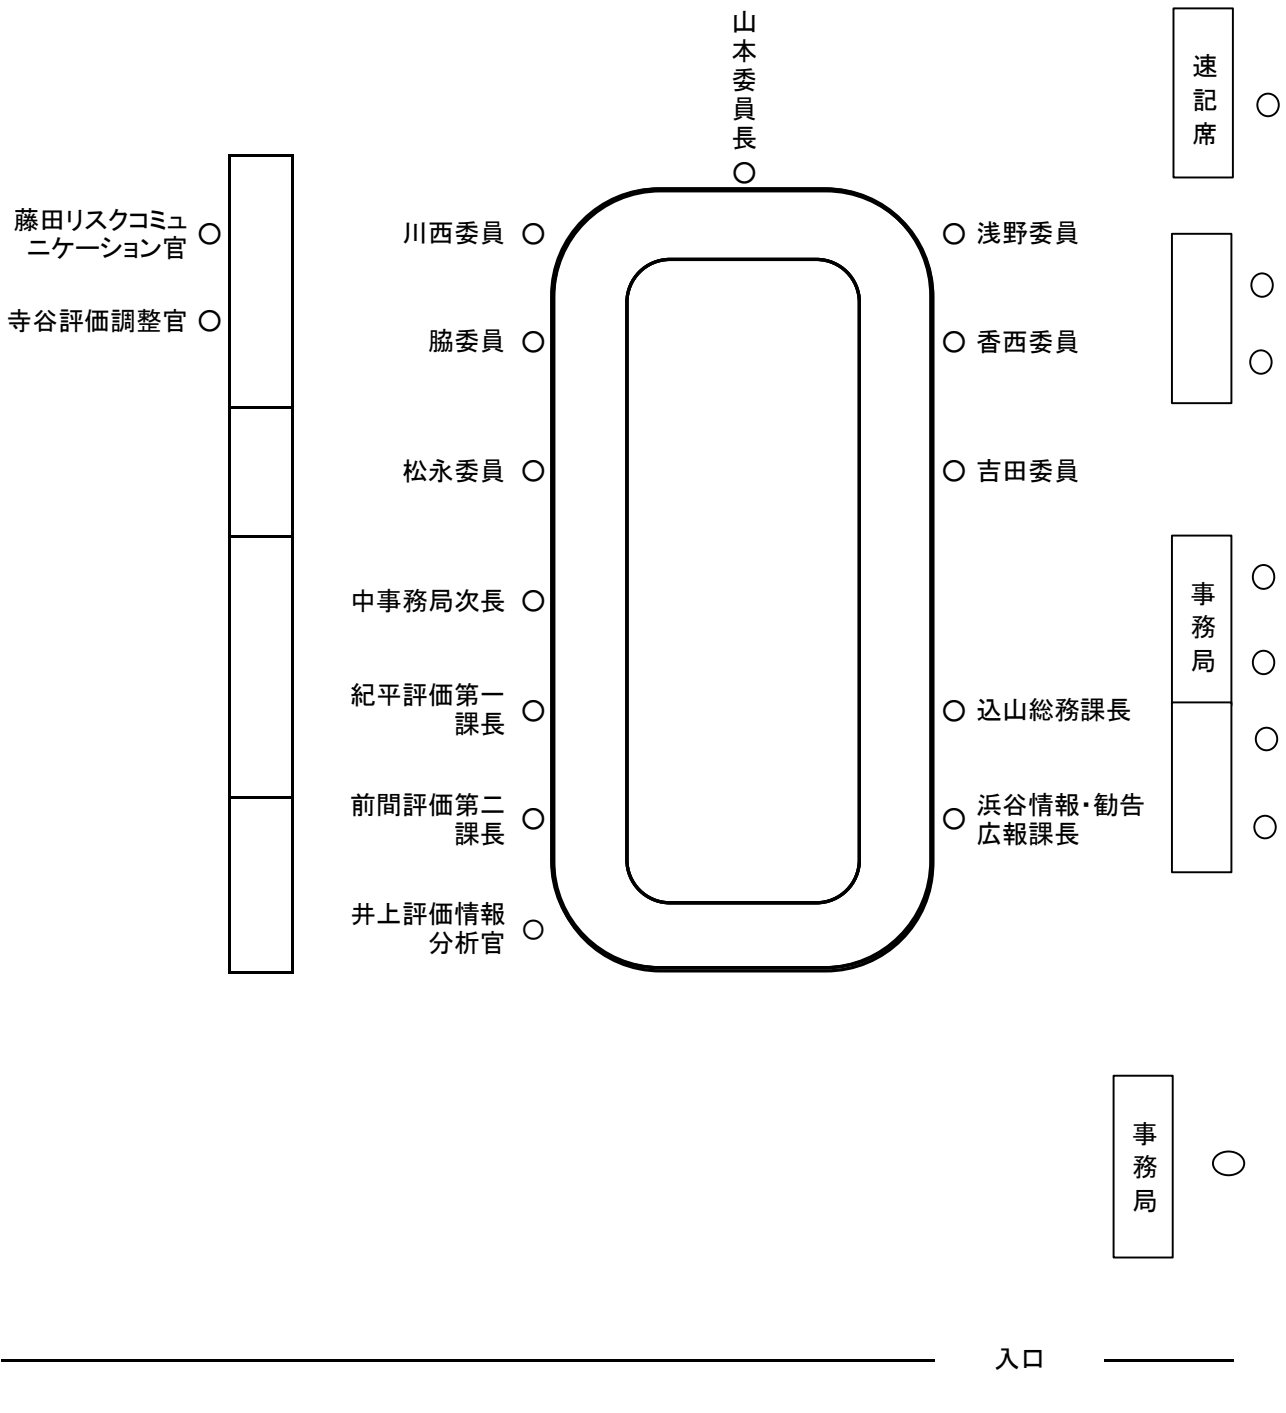 山本委員長
速記席
藤田リスクコミュ
ニケーション官
川西委員
浅野委員
寺谷評価調整官
脇委員
香西委員
松永委員
吉田委員
中事務局次長
事務局
紀平評価第一
課長
込山総務課長
前間評価第二
課長
浜谷情報・勧告
広報課長
井上評価情報
分析官
事務局
入口